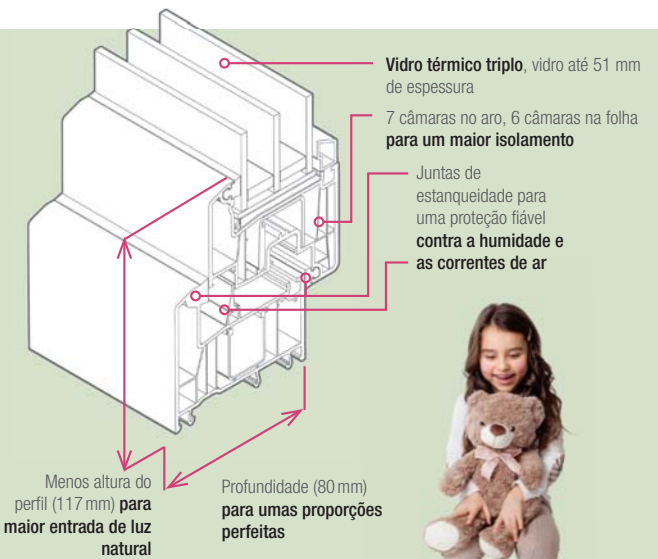 Vidro térmico triplo, vidro até 51 mm
de espessura
7 câmaras no aro, 6 câmaras na folha
para um maior isolamento
Juntas de
estanqueidade para
uma proteção fiável
contra a humidade e
as correntes de ar
Menos altura do
perfil (117 mm) para
maior entrada de luz
natural
Profundidade (80 mm)
para umas proporções
perfeitas